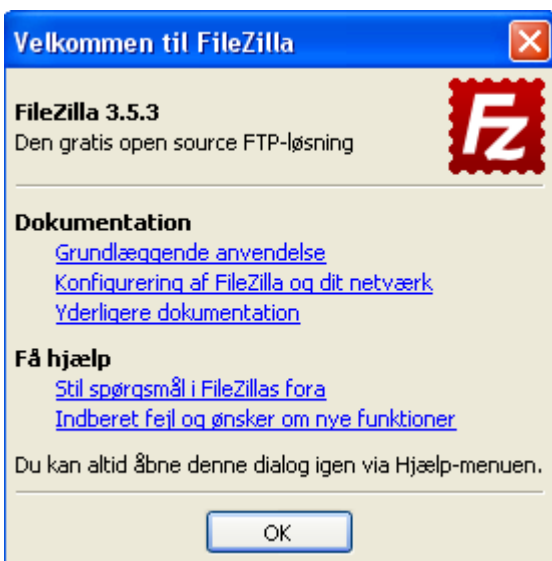 Velkommen til FileZilla
FileZilla 3.5.3
Den gratis open source FTP-løsning
Fz
Dokumentation
Grundlæggende anvendelse
Konfigurering af FileZilla og dit netværk
Yderligere dokumentation
Få hjælp
Stil spørgsmål i FileZillas fora
Indberet fejl og ønsker om nye funktioner
Du kan altid åbne denne dialog igen via Hjælp-menuen.
OK